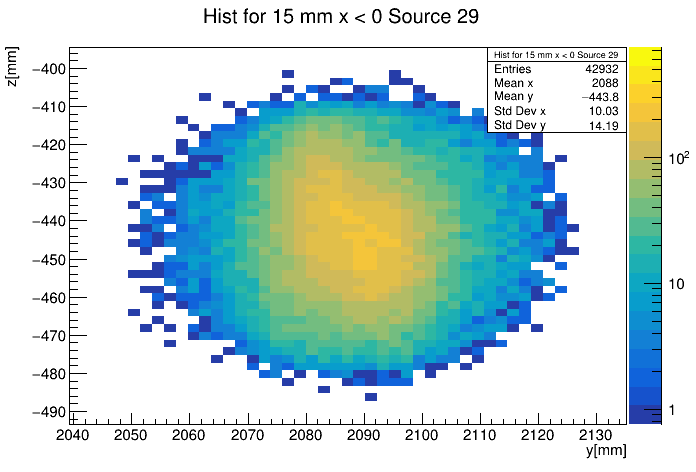 Hist for 15 mm x < 0 Source 29
z[mm]
Hist for 15 mm x < 0 Source 29
Entries 42932
Mean x 2088
Mean y −443.8
Std Dev x 10.03
Std Dev y 14.19
−400
−410
−420
−430
−440
−450
−460
−470
−480
−490
2040 2050 2060 2070 2080 2090 2100 2110 2120 2130
y[mm]
10²
10
1